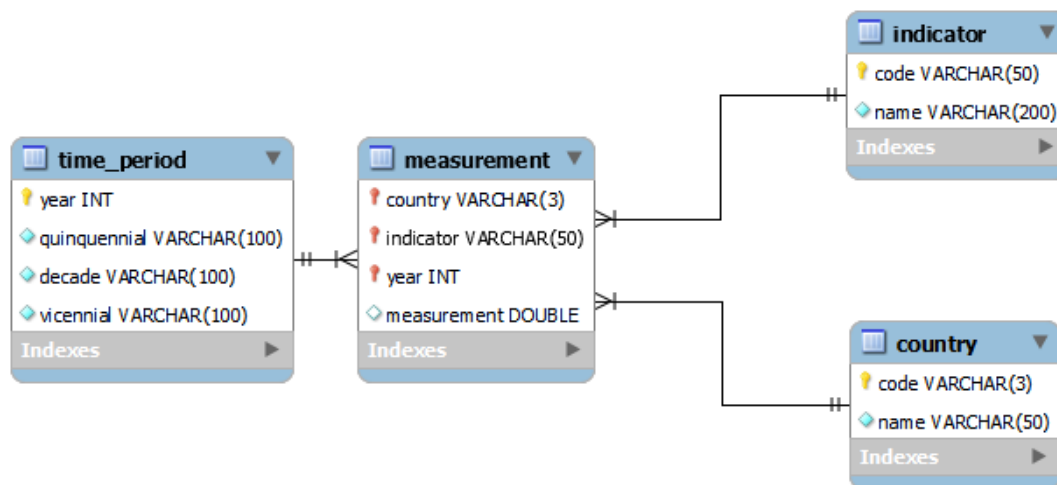 time_period
year INT
quinquennial VARCHAR(100)
decade VARCHAR(100)
vicennial VARCHAR(100)
Indexes
measurement
country VARCHAR(3)
indicator VARCHAR(50)
year INT
measurement DOUBLE
Indexes
indicator
code VARCHAR(50)
name VARCHAR(200)
Indexes
country
code VARCHAR(3)
name VARCHAR(50)
Indexes